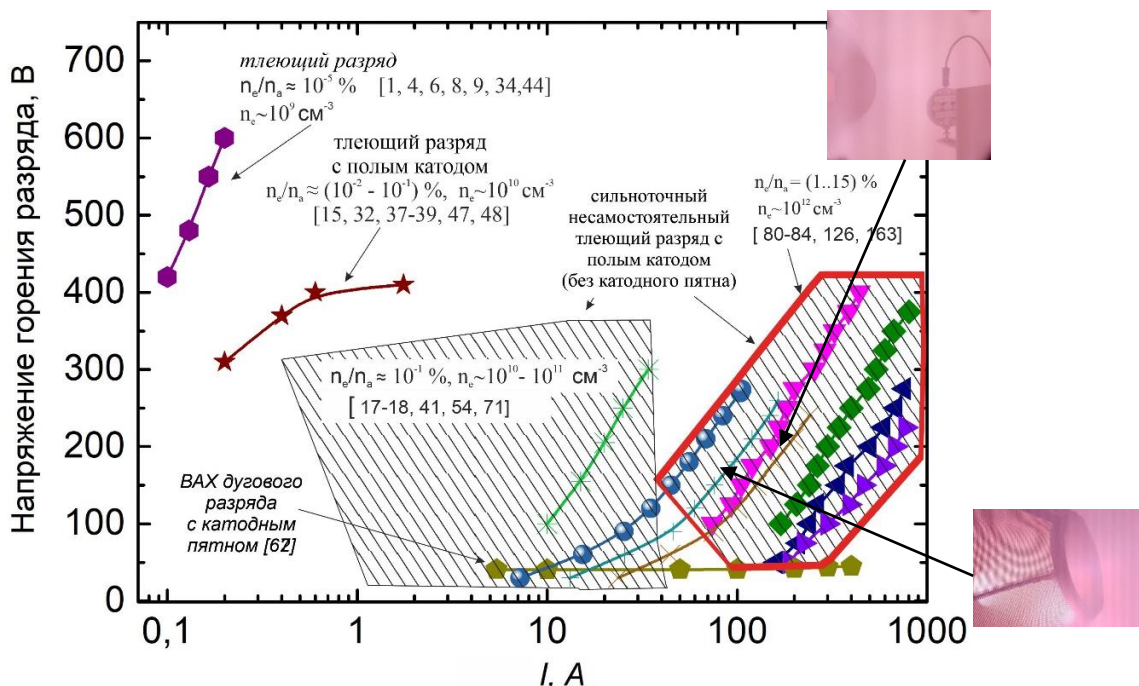 Напряжение горения разряда, В
700
600
500
400
300
200
100
0
тлеющий разряд
nₑ/nₐ ≈ 10⁻⁵ % [1, 4, 6, 8, 9, 34,44]
nₑ~10⁹ см⁻³
тлеющий разряд
с полым катодом
nₑ/nₐ ≈ (10⁻² - 10⁻¹) %, nₑ~10¹⁰ см⁻³
[15, 32, 37-39, 47, 48]
сильноточный
несамостоятельный
тлеющий разряд с
полым катодом
(без катодного пятна)
nₑ/nₐ = (1..15) %
nₑ~10¹² см⁻³
[ 80-84, 126, 163]
nₑ/nₐ ≈ 10⁻¹ %, nₑ~10¹⁰ - 10¹¹ см⁻³
[ 17-18, 41, 54, 71]
ВАХ дугового
разряда
с катодным
пятном
0,1 1 10 100 1000
I, A